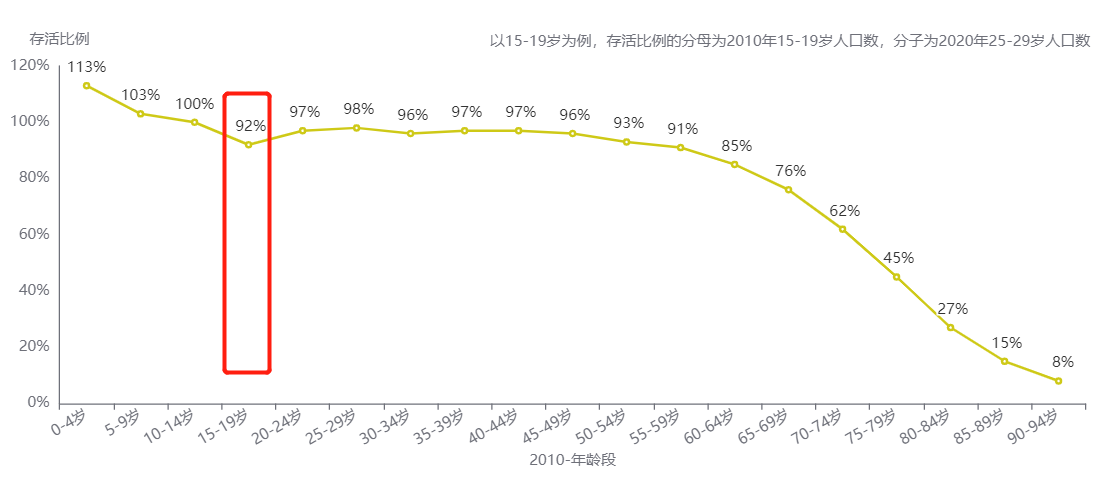 存活比例
以15-19岁为例，存活比例的分母为2010年15-19岁人口数，分子为2020年25-29岁人口数
120%
100%
80%
60%
40%
20%
0%
113%
103%
100%
92%
97%
98%
96%
97%
97%
96%
93%
91%
85%
76%
62%
45%
27%
15%
8%
0-4岁
5-9岁
10-14岁
15-19岁
20-24岁
25-29岁
30-34岁
35-39岁
40-44岁
45-49岁
50-54岁
55-59岁
60-64岁
65-69岁
70-74岁
75-79岁
80-84岁
85-89岁
90-94岁
2010-年龄段